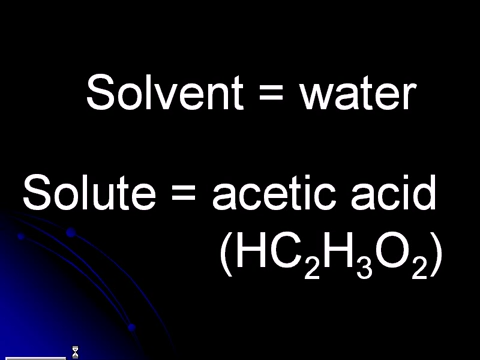 Solvent = water
Solute = acetic acid
(HC₂H₃O₂)